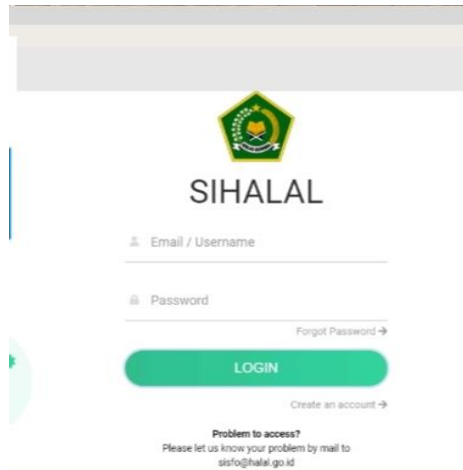 SIHALAL
Email / Username
Password
Forgot Password →
LOGIN
Create an account →
Problem to access?
Please let us know your problem by mail to
sisfo@halal.go.id